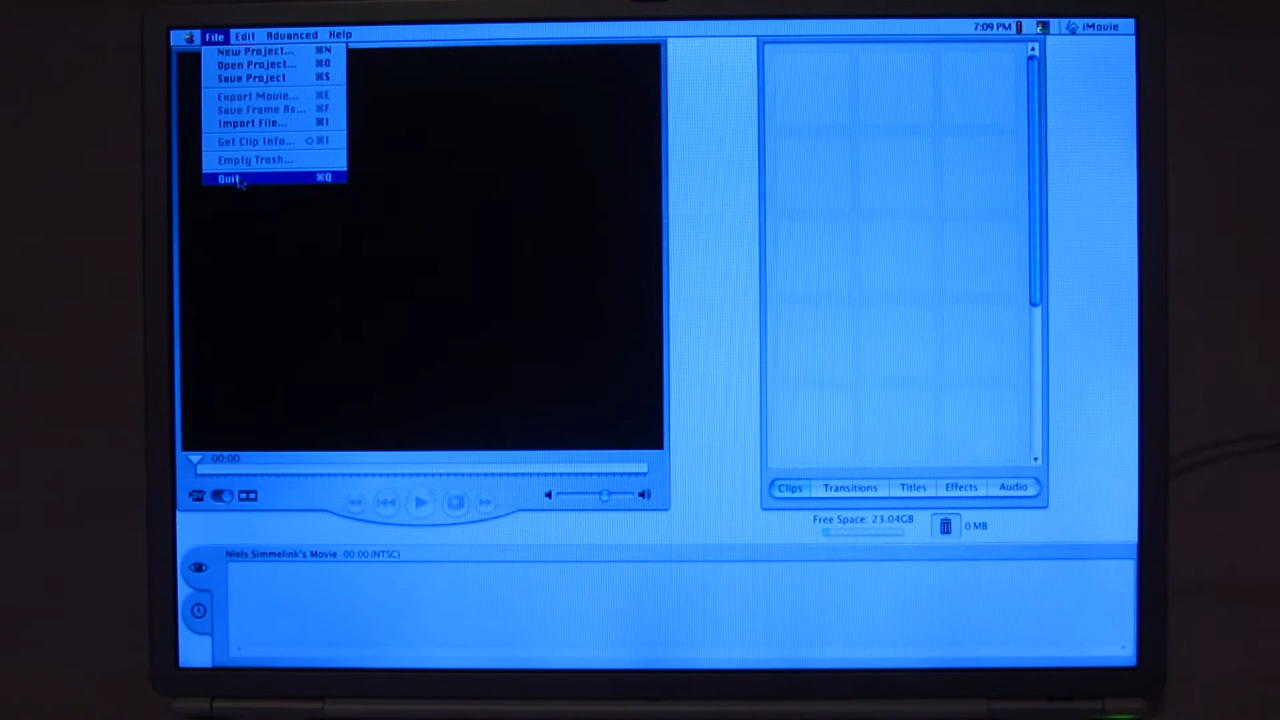 File Edit Advanced Help 7:09 PM iMovie
New Project... ⌘N
Open Project... ⌘O
Save Project ⌘S
Export Movie... ⌘E
Save Frame As... ⌘F
Import File... ⌘I
Get Clip Info... ⇧⌘I
Empty Trash...
Quit ⌘Q
00:00
Clips Transitions Titles Effects Audio
Free Space: 23.04GB 0 MB
Niels Simmelink's Movie 00:00 (NTSC)